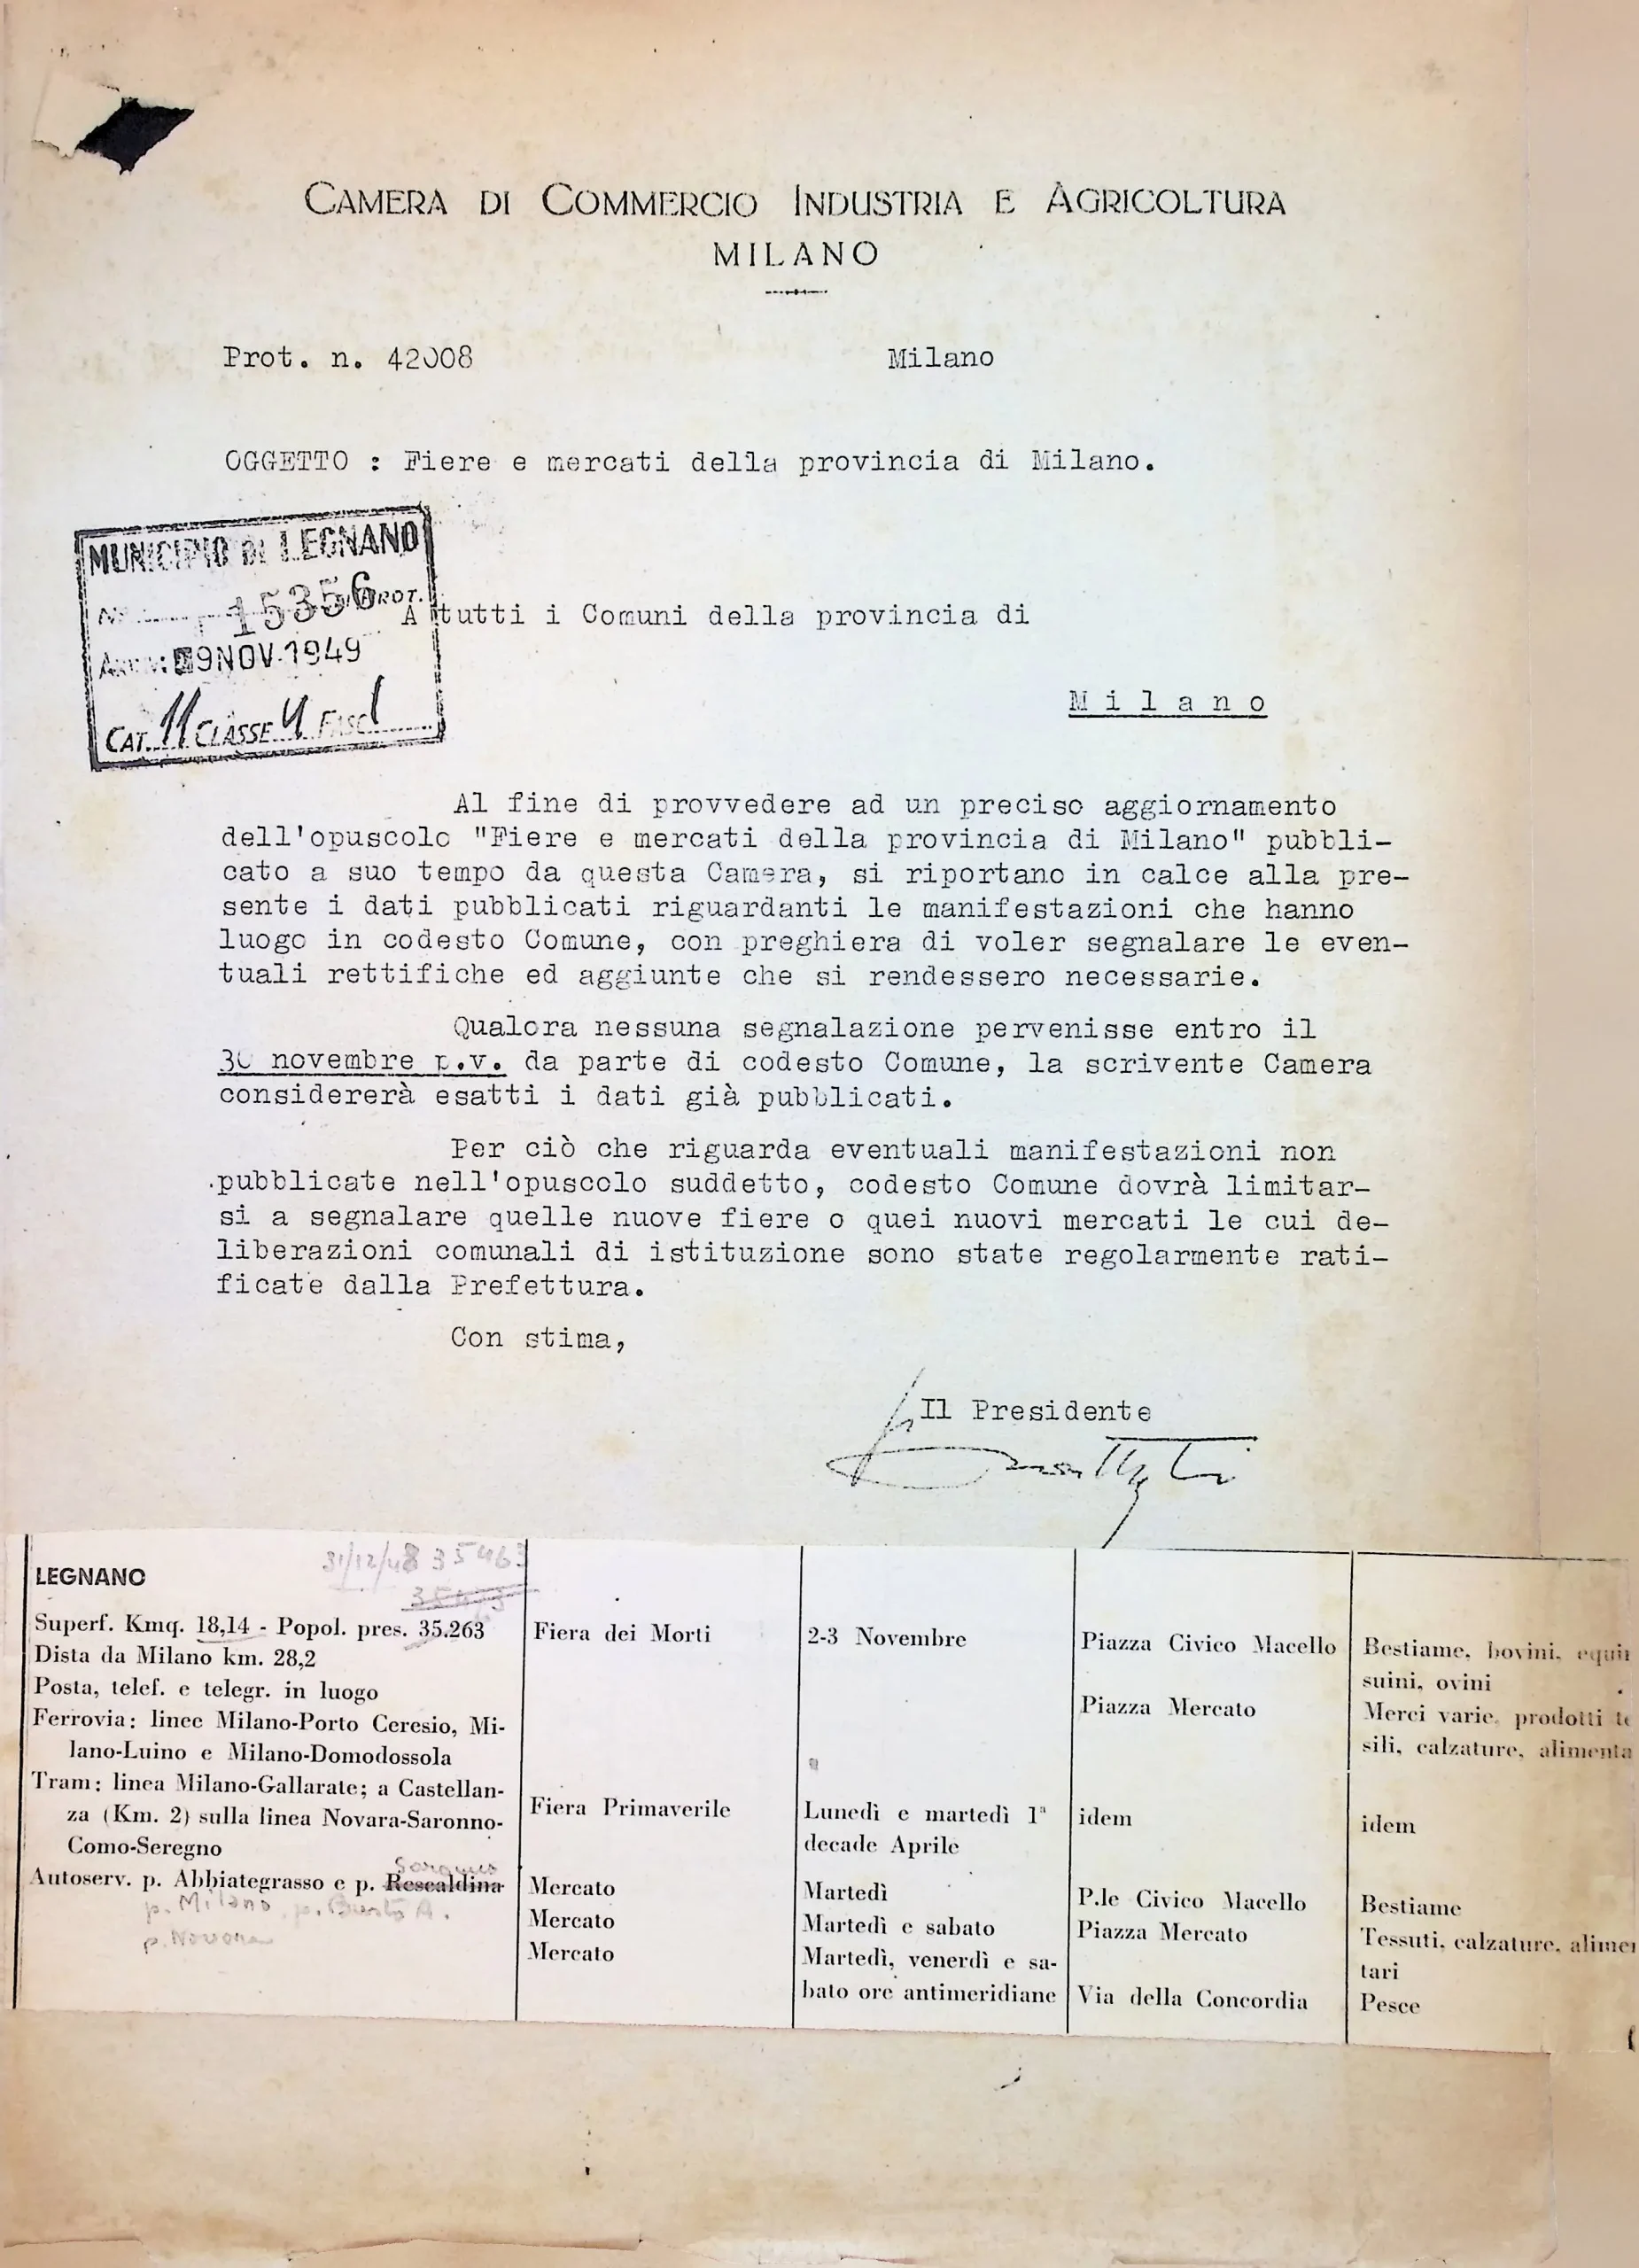 CAMERA DI COMMERCIO INDUSTRIA E AGRICOLTURA
MILANO
Prot. n. 42008
Milano
OGGETTO : Fiere e mercati della provincia di Milano.
MUNICIPIO DI LEGNANO
N° 15356 PROT.
9 NOV. 1949
CAT. 11 CLASSE 4 FASC 1
A tutti i Comuni della provincia di
Milano
Al fine di provvedere ad un preciso aggiornamento
dell'opuscolo "Fiere e mercati della provincia di Milano" pubbli-
cato a suo tempo da questa Camera, si riportano in calce alla pre-
sente i dati pubblicati riguardanti le manifestazioni che hanno
luogo in codesto Comune, con preghiera di voler segnalare le even-
tuali rettifiche ed aggiunte che si rendessero necessarie.
Qualora nessuna segnalazione pervenisse entro il
30 novembre p.v. da parte di codesto Comune, la scrivente Camera
considererà esatti i dati già pubblicati.
Per ciò che riguarda eventuali manifestazioni non
pubblicate nell'opuscolo suddetto, codesto Comune dovrà limitar-
si a segnalare quelle nuove fiere o quei nuovi mercati le cui de-
liberazioni comunali di istituzione sono state regolarmente rati-
ficate dalla Prefettura.
Con stima,
Il Presidente
31/12/48 35463
LEGNANO
Superf. Kmq. 18,14 - Popol. pres. 35.263
Dista da Milano km. 28,2
Posta, telef. e telegr. in luogo
Ferrovia: linee Milano-Porto Ceresio, Mi-
lano-Luino e Milano-Domodossola
Tram: linea Milano-Gallarate; a Castellan-
za (Km. 2) sulla linea Novara-Saronno-
Como-Seregno
Autoserv. p. Abbiategrasso e p. Rescaldina
p. Milano p. Busto A.
p. Novara
Fiera dei Morti
2-3 Novembre
Piazza Civico Macello
Bestiame, bovini, equin
suini, ovini
Piazza Mercato
Merci varie, prodotti te
sili, calzature, alimenta
Fiera Primaverile
Lunedì e martedì 1ª
decade Aprile
idem
idem
Mercato
Martedì
P.le Civico Macello
Bestiame
Mercato
Martedì e sabato
Piazza Mercato
Tessuti, calzature, alimen
tari
Mercato
Martedì, venerdì e sa-
bato ore antimeridiane
Via della Concordia
Pesce